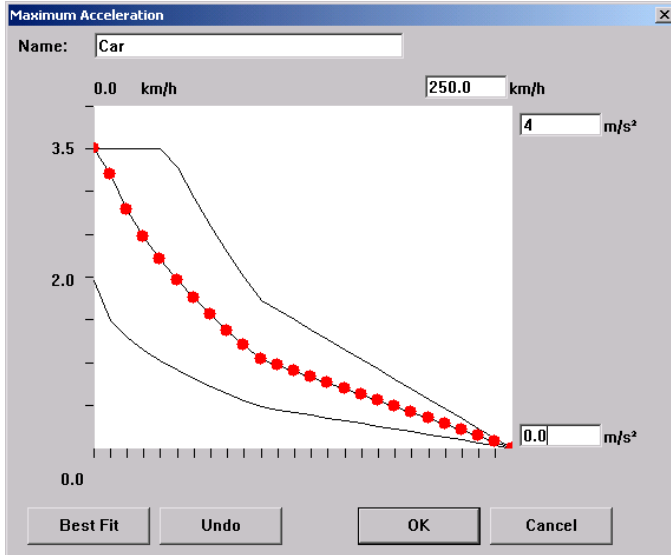 Maximum Acceleration
Name: Car
0.0 km/h 250.0 km/h
4 m/s²
3.5
2.0
0.0 m/s²
0.0
Best Fit Undo OK Cancel